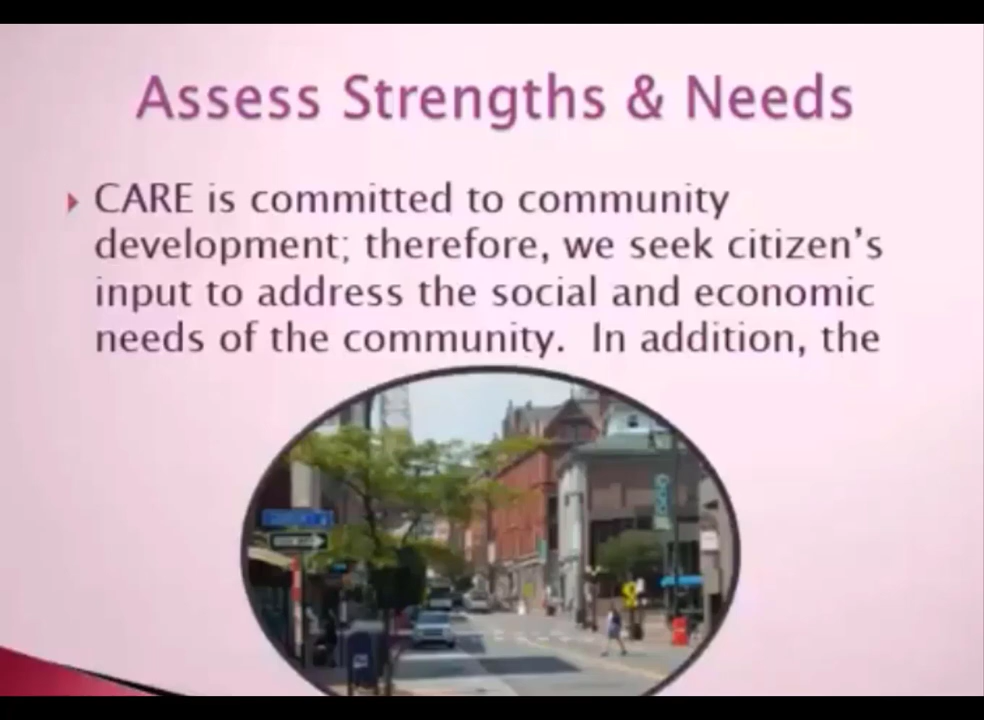 Assess Strengths & Needs
CARE is committed to community
development; therefore, we seek citizen's
input to address the social and economic
needs of the community. In addition, the